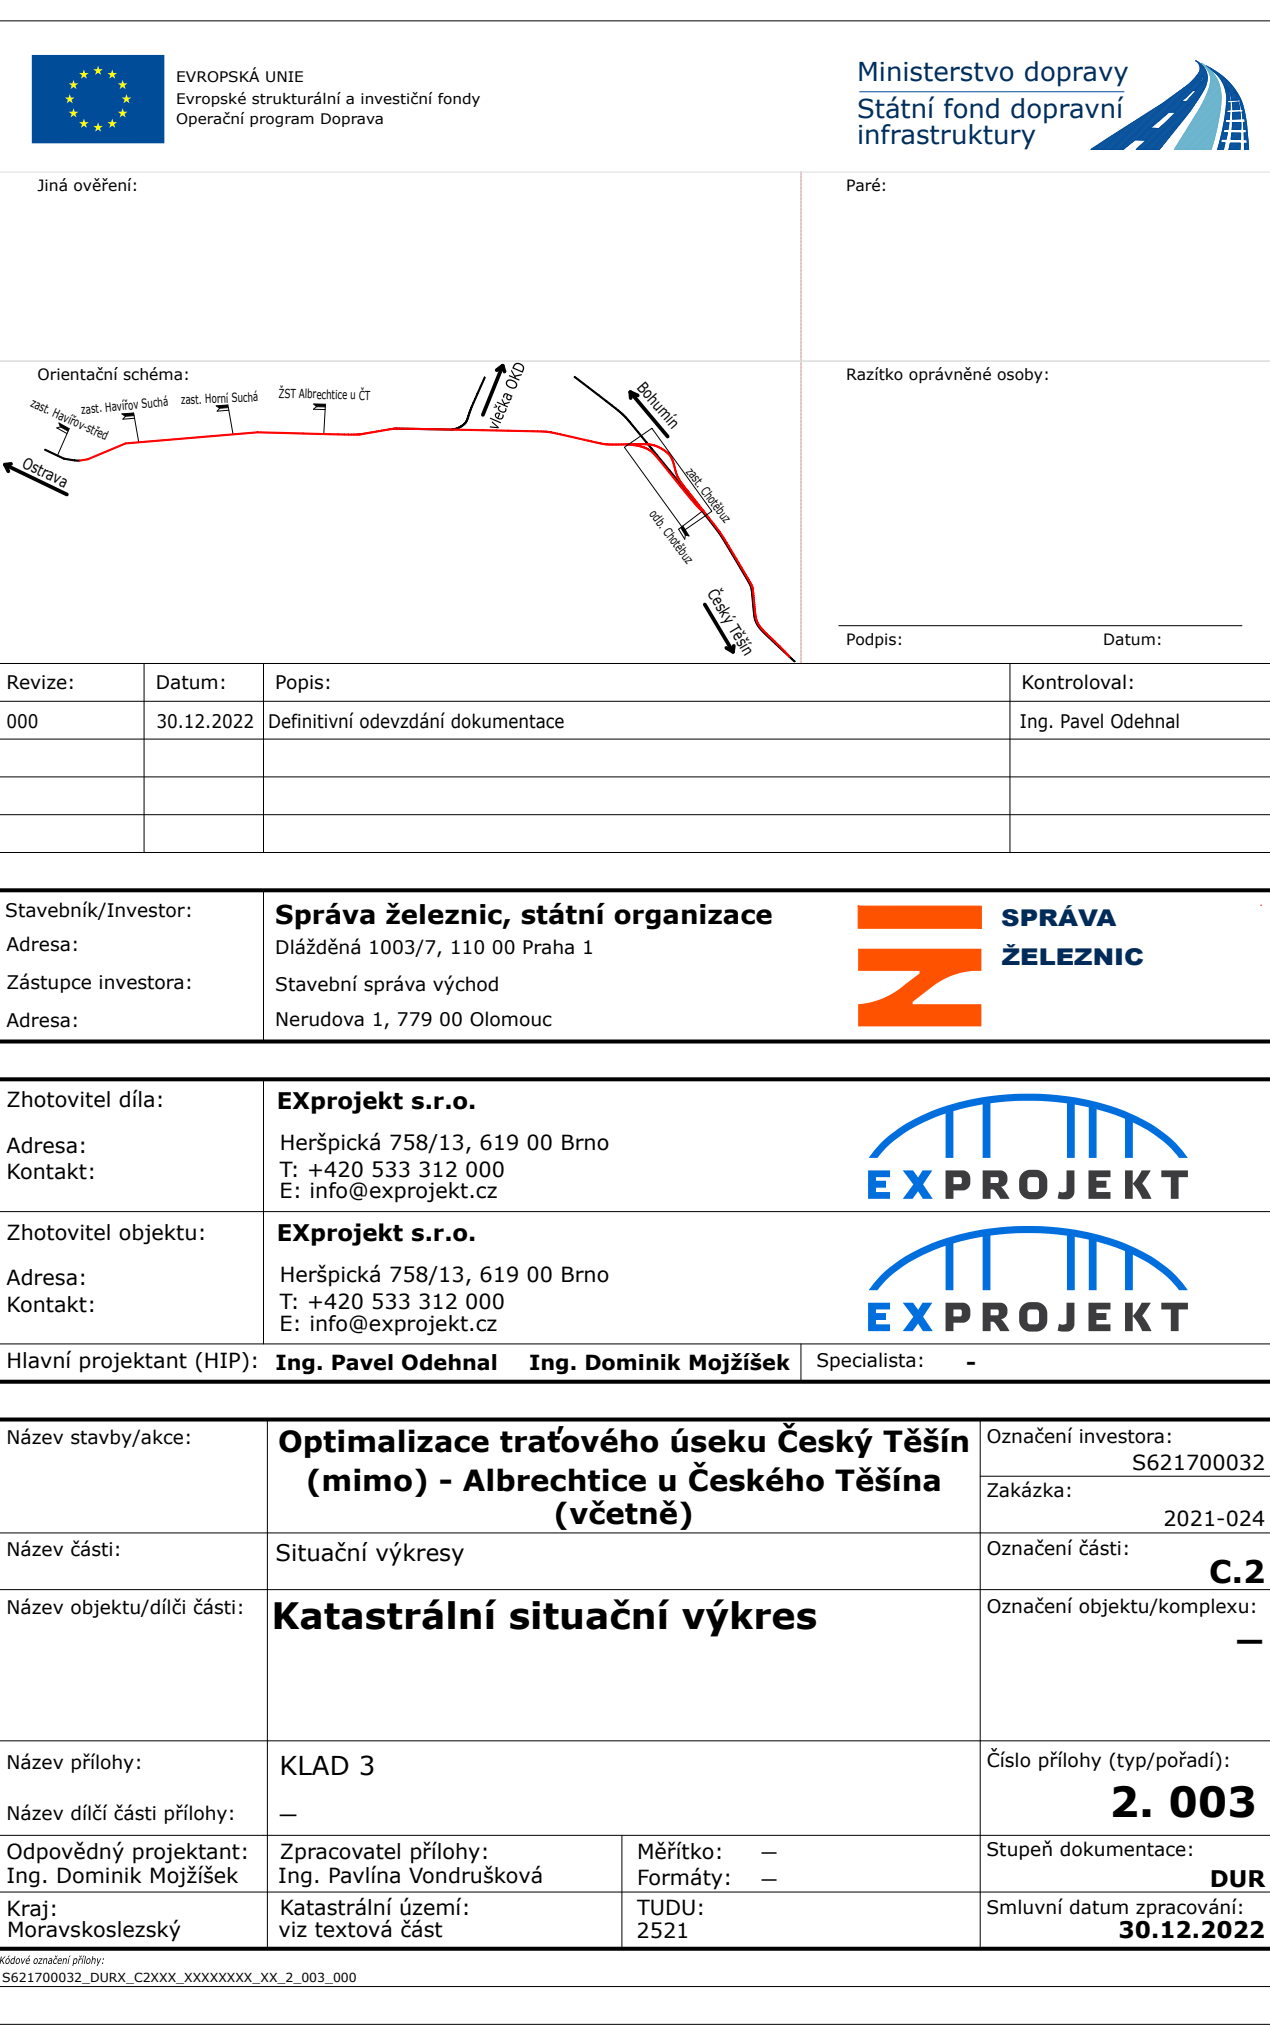 EVROPSKÁ UNIE
Evropské strukturální a investiční fondy
Operační program Doprava
Ministerstvo dopravy
Státní fond dopravní
infrastruktury
Jiná ověření:
Paré:
Orientační schéma:
zast. Havířov-střed
zast. Havířov Suchá
zast. Horní Suchá
ŽST Albrechtice u ČT
vlečka OKD
Bohumín
Ostrava
zast. Chotěbuz
odb. Chotěbuz
Český Těšín
Razítko oprávněné osoby:
Podpis: Datum:
Revize: Datum: Popis: Kontroloval:
000 30.12.2022 Definitivní odevzdání dokumentace Ing. Pavel Odehnal
Stavebník/Investor: Správa železnic, státní organizace
Adresa: Dlážděná 1003/7, 110 00 Praha 1
Zástupce investora: Stavební správa východ
Adresa: Nerudova 1, 779 00 Olomouc
SPRÁVA
ŽELEZNIC
Zhotovitel díla: EXprojekt s.r.o.
Adresa: Heršpická 758/13, 619 00 Brno
Kontakt: T: +420 533 312 000
E: info@exprojekt.cz
EXPROJEKT
Zhotovitel objektu: EXprojekt s.r.o.
Adresa: Heršpická 758/13, 619 00 Brno
Kontakt: T: +420 533 312 000
E: info@exprojekt.cz
EXPROJEKT
Hlavní projektant (HIP): Ing. Pavel Odehnal Ing. Dominik Mojžíšek Specialista: -
Název stavby/akce: Optimalizace traťového úseku Český Těšín
(mimo) - Albrechtice u Českého Těšína
(včetně)
Označení investora:
S621700032
Zakázka:
2021-024
Název části: Situační výkresy
Označení části:
C.2
Název objektu/dílči části: Katastrální situační výkres
Označení objektu/komplexu:
—
Název přílohy: KLAD 3
Číslo přílohy (typ/pořadí):
2. 003
Název dílčí části přílohy: —
Odpovědný projektant: Zpracovatel přílohy: Měřítko: — Stupeň dokumentace:
Ing. Dominik Mojžíšek Ing. Pavlína Vondrušková Formáty: — DUR
Kraj: Katastrální území: TUDU: Smluvní datum zpracování:
Moravskoslezský viz textová část 2521 30.12.2022
Kódové označení přílohy:
S621700032_DURX_C2XXX_XXXXXXXX_XX_2_003_000